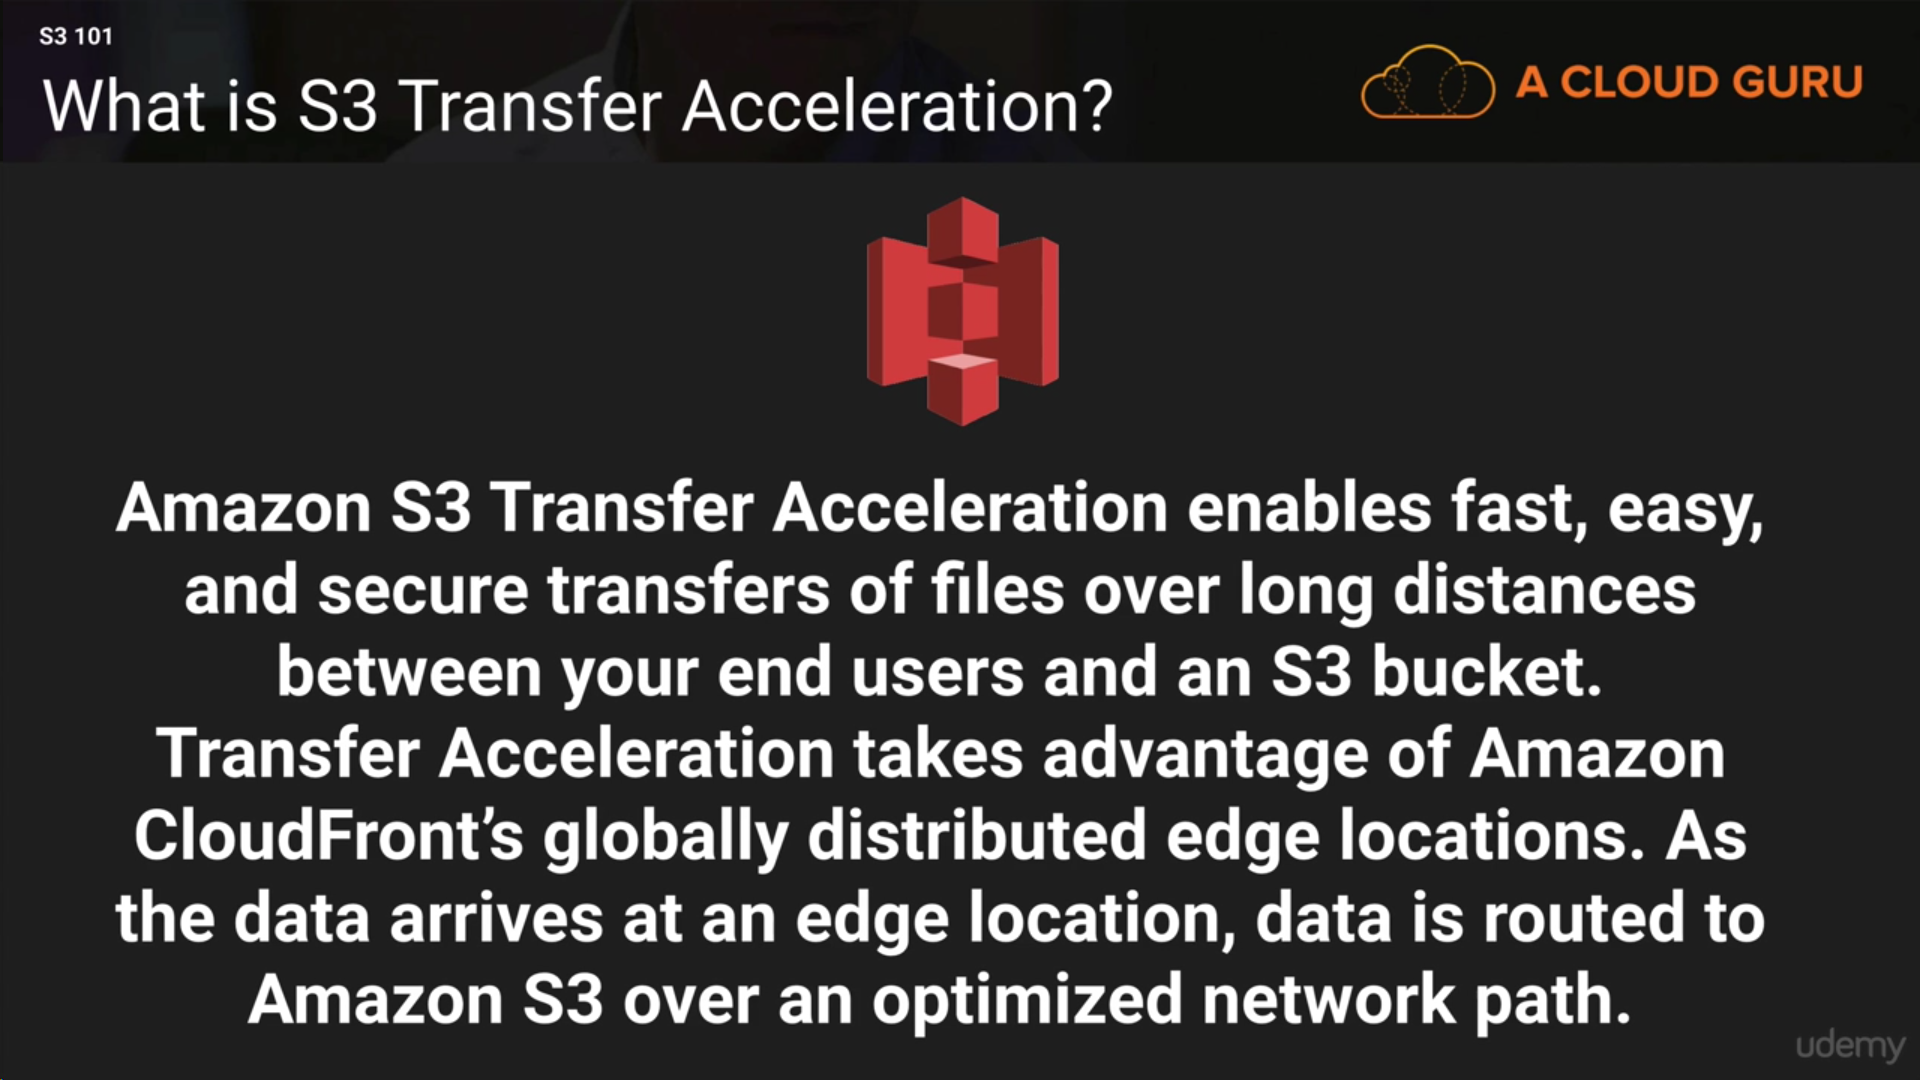 S3 101
What is S3 Transfer Acceleration?
A CLOUD GURU
Amazon S3 Transfer Acceleration enables fast, easy,
and secure transfers of files over long distances
between your end users and an S3 bucket.
Transfer Acceleration takes advantage of Amazon
CloudFront’s globally distributed edge locations. As
the data arrives at an edge location, data is routed to
Amazon S3 over an optimized network path.
udemy